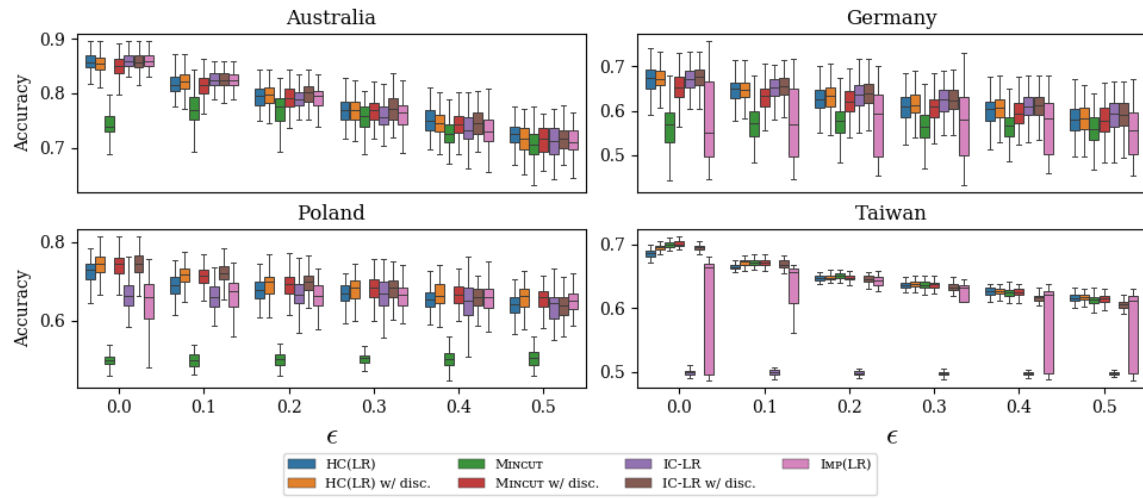 Australia
Germany
Accuracy
0.9
0.8
0.7
0.7
0.6
0.5
Poland
Taiwan
Accuracy
0.8
0.6
0.7
0.6
0.5
0.0 0.1 0.2 0.3 0.4 0.5
0.0 0.1 0.2 0.3 0.4 0.5
ϵ
ϵ
HC(LR) MINCUT IC-LR IMP(LR)
HC(LR) w/ disc. MINCUT w/ disc. IC-LR w/ disc.